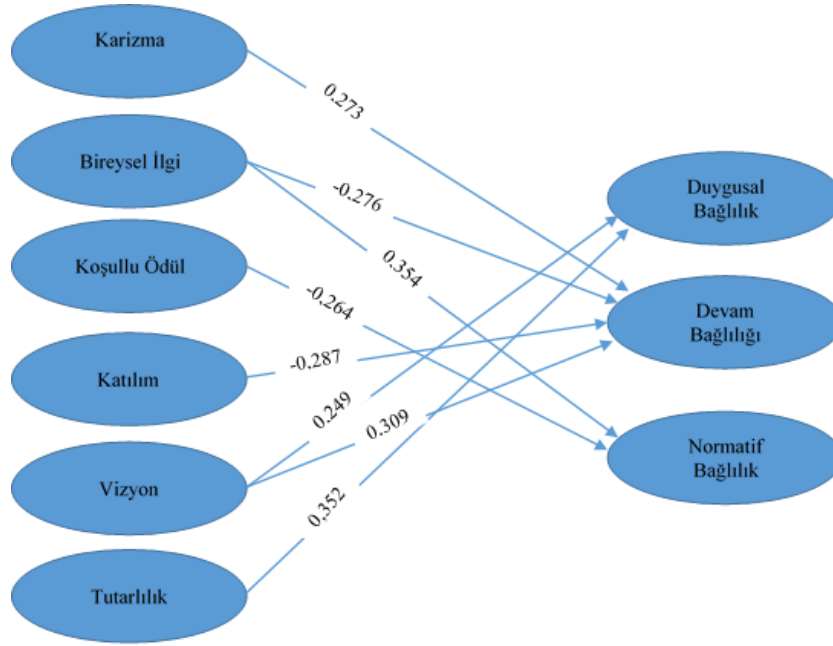 Karizma
0,273
Bireysel İlgi
-0,276
Duygusal
Bağlılık
0,354
Koşullu Ödül
-0,264
Devam
Bağlılığı
Katılım
-0,287
0,249
0,309
Normatif
Bağlılık
Vizyon
0,352
Tutarlılık